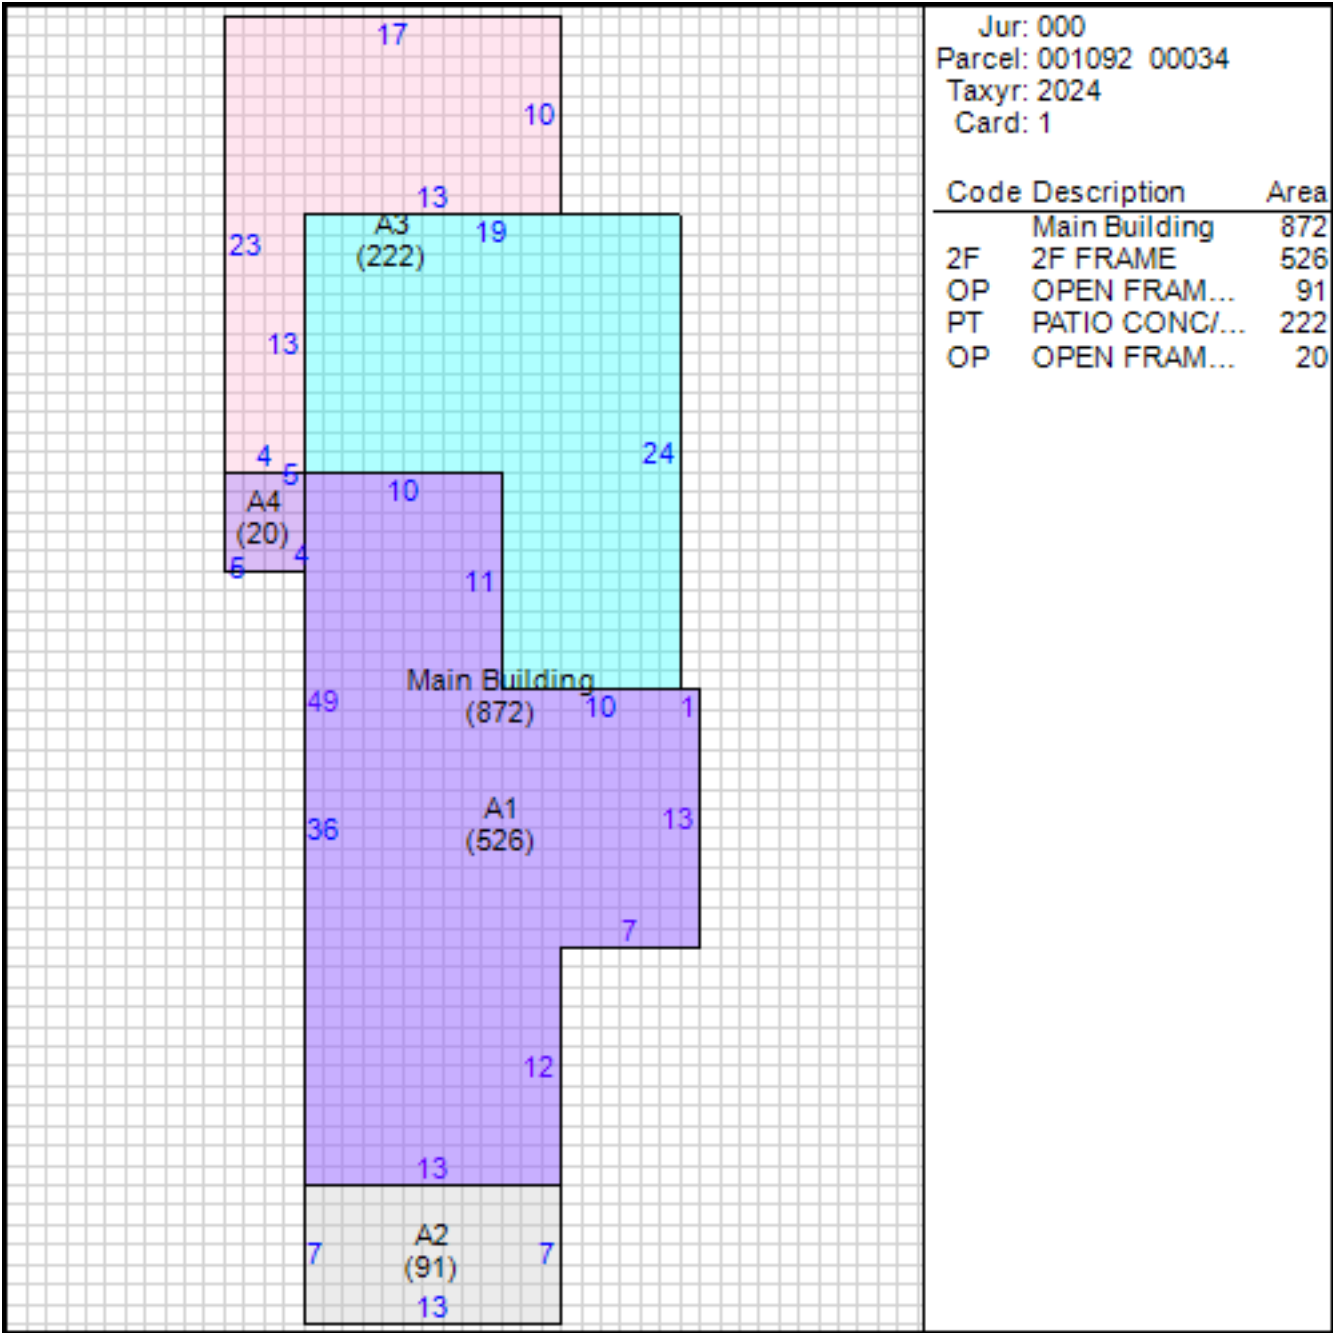 17
10
13
A3
(222)
19
23
13
24
4
5
10
A4
(20)
4
5
11
Main Building
(872)
49
10
1
A1
(526)
13
36
7
12
13
A2
(91)
7
7
13
Jur: 000
Parcel: 001092 00034
Taxyr: 2024
Card: 1
Code Description Area
Main Building 872
2F 2F FRAME 526
OP OPEN FRAM... 91
PT PATIO CONC/... 222
OP OPEN FRAM... 20